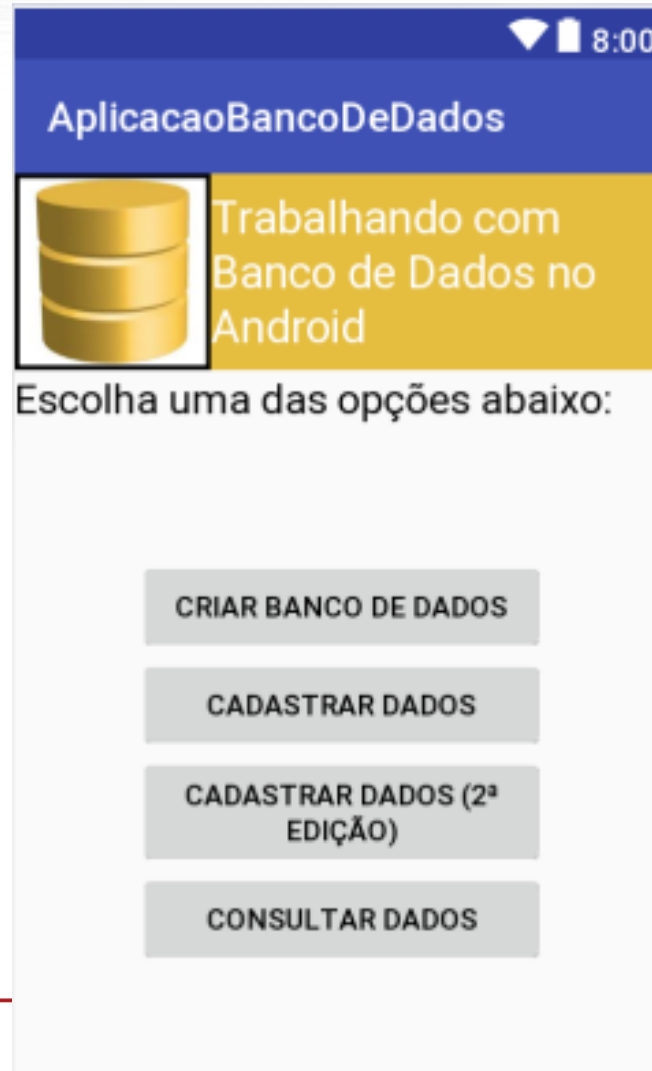 8:00
AplicacaoBancoDeDados
Trabalhando com
Banco de Dados no
Android
Escolha uma das opções abaixo:
CRIAR BANCO DE DADOS
CADASTRAR DADOS
CADASTRAR DADOS (2ª
EDIÇÃO)
CONSULTAR DADOS